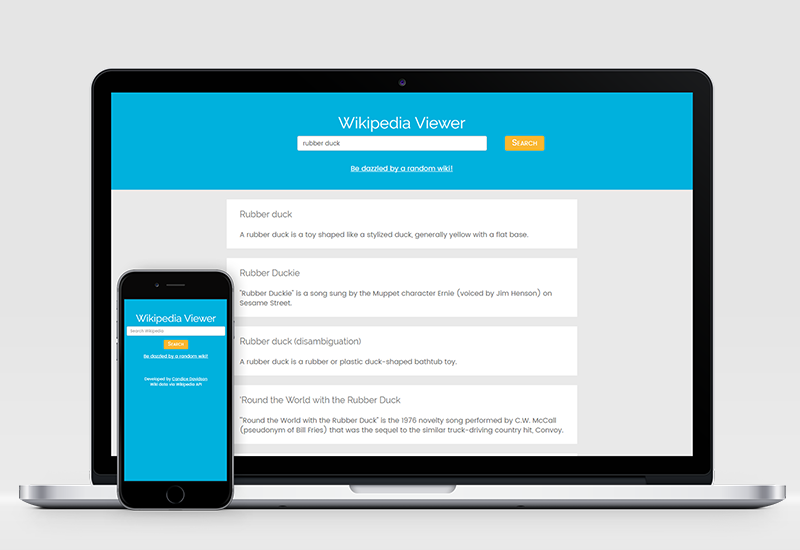 Wikipedia Viewer
rubber duck
Search
Be dazzled by a random wiki!
Rubber duck
A rubber duck is a toy shaped like a stylized duck, generally yellow with a flat base.
Rubber Duckie
"Rubber Duckie" is a song sung by the Muppet character Ernie (voiced by Jim Henson) on
Sesame Street.
Rubber duck (disambiguation)
A rubber duck is a rubber or plastic duck-shaped bathtub toy.
'Round the World with the Rubber Duck
"'Round the World with the Rubber Duck" is the 1976 novelty song performed by C.W. McCall
(pseudonym of Bill Fries) that was the sequel to the similar truck-driving country hit, Convoy.
Wikipedia Viewer
Search Wikipedia
Search
Be dazzled by a random wiki!
Developed by Candice Davidson
Wiki data via Wikipedia API